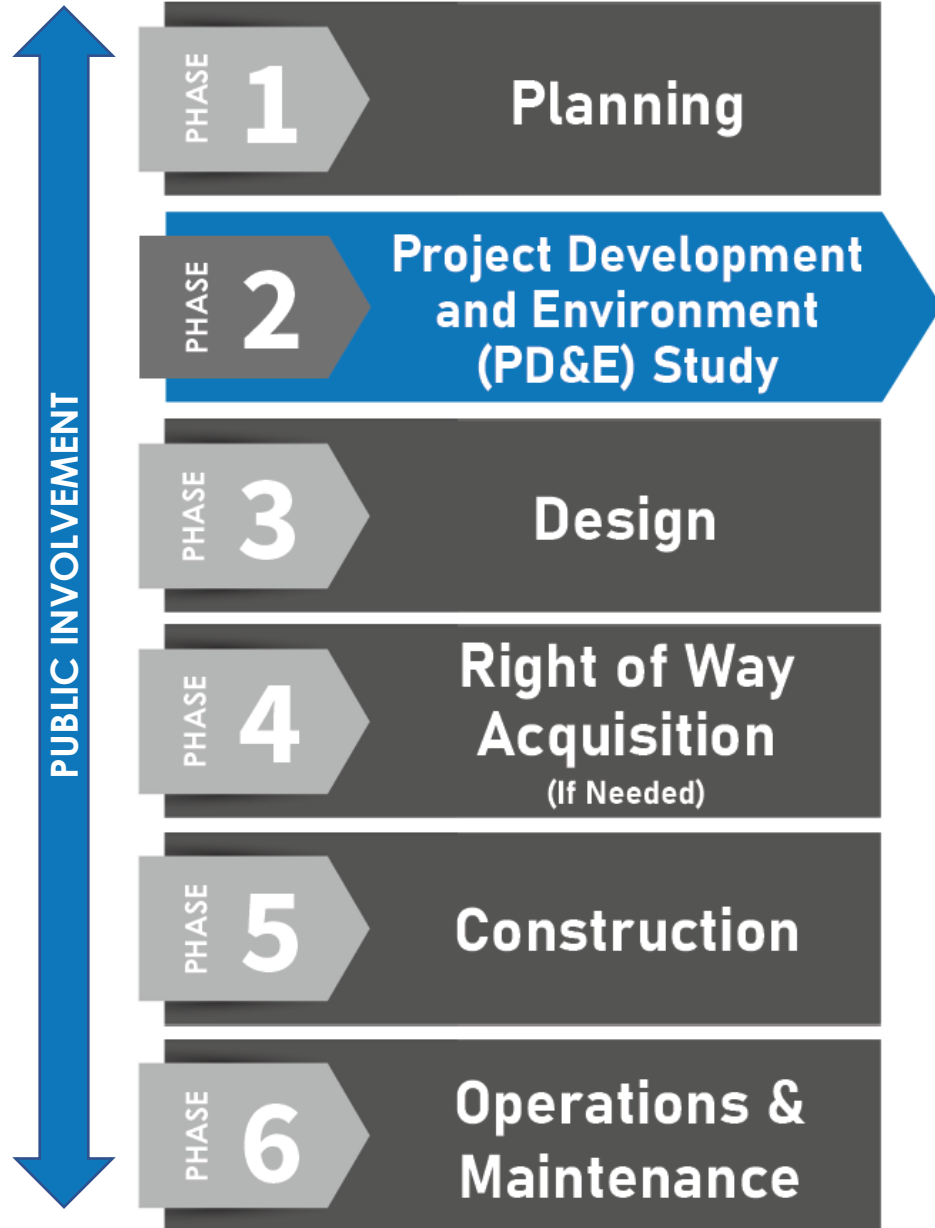 PUBLIC INVOLVEMENT
PHASE 1
Planning
PHASE 2
Project Development
and Environment
(PD&E) Study
PHASE 3
Design
PHASE 4
Right of Way
Acquisition
(If Needed)
PHASE 5
Construction
PHASE 6
Operations &
Maintenance